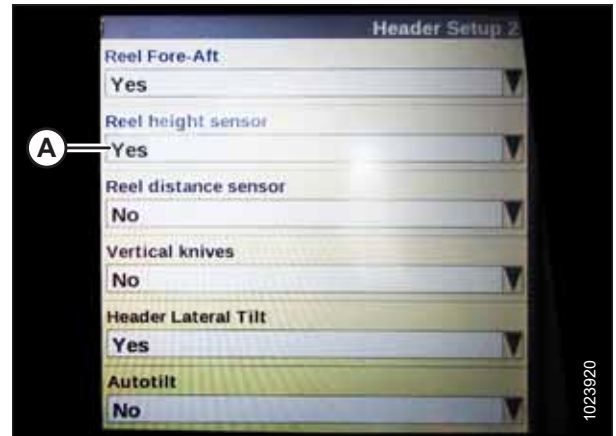 Header Setup 2
Reel Fore-Aft
Yes
Reel height sensor
A
Yes
Reel distance sensor
No
Vertical knives
No
Header Lateral Tilt
Yes
Autotilt
No
1023920